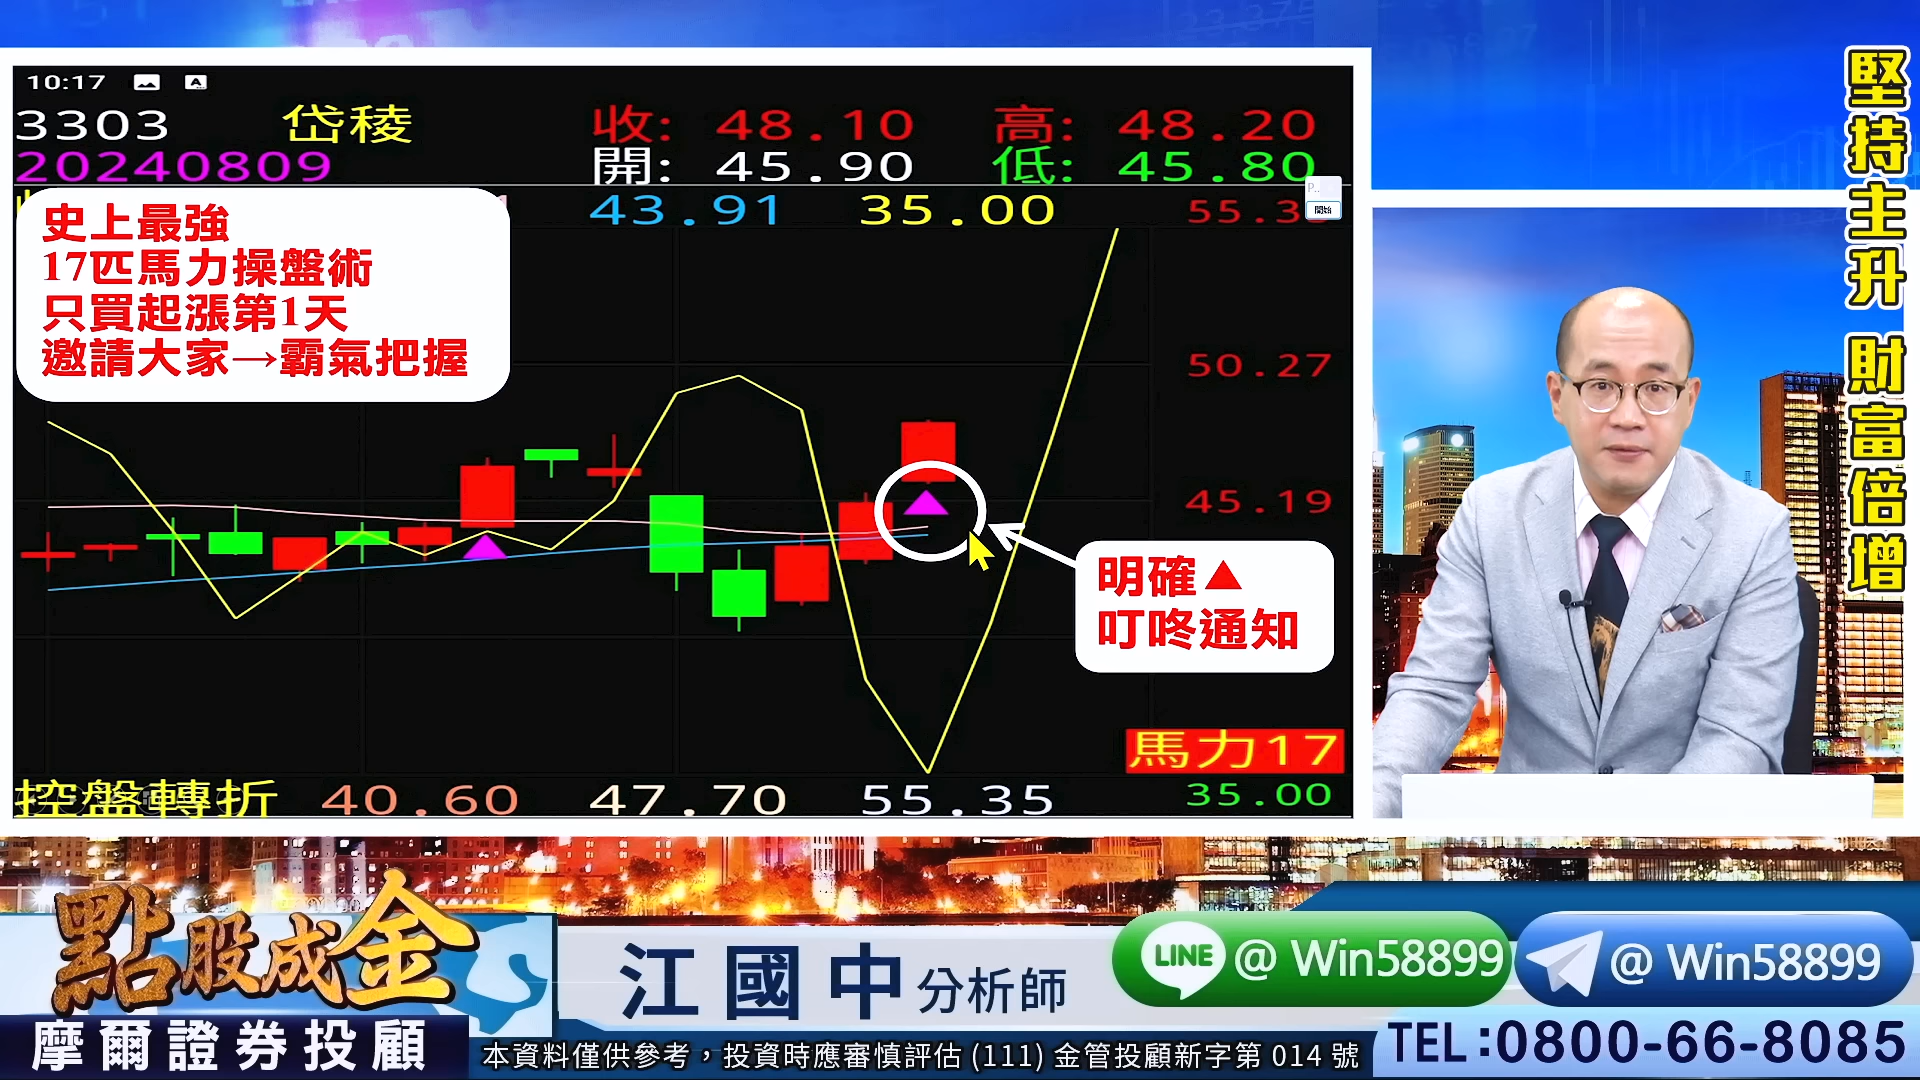 10:17
3303 岱稜 收: 48.10 高: 48.20
20240809 開: 45.90 低: 45.80
43.91 35.00 55.3
開始
史上最強
17匹馬力操盤術
只買起漲第1天
邀請大家→霸氣把握
50.27
45.19
明確▲
叮咚通知
馬力17
控盤轉折 40.60 47.70 55.35 35.00
堅持主升 財富倍增
點股成金
摩爾證券投顧
江國中 分析師
LINE @ Win58899
@ Win58899
TEL:0800-66-8085
本資料僅供參考，投資時應審慎評估 (111) 金管投顧新字第 014 號